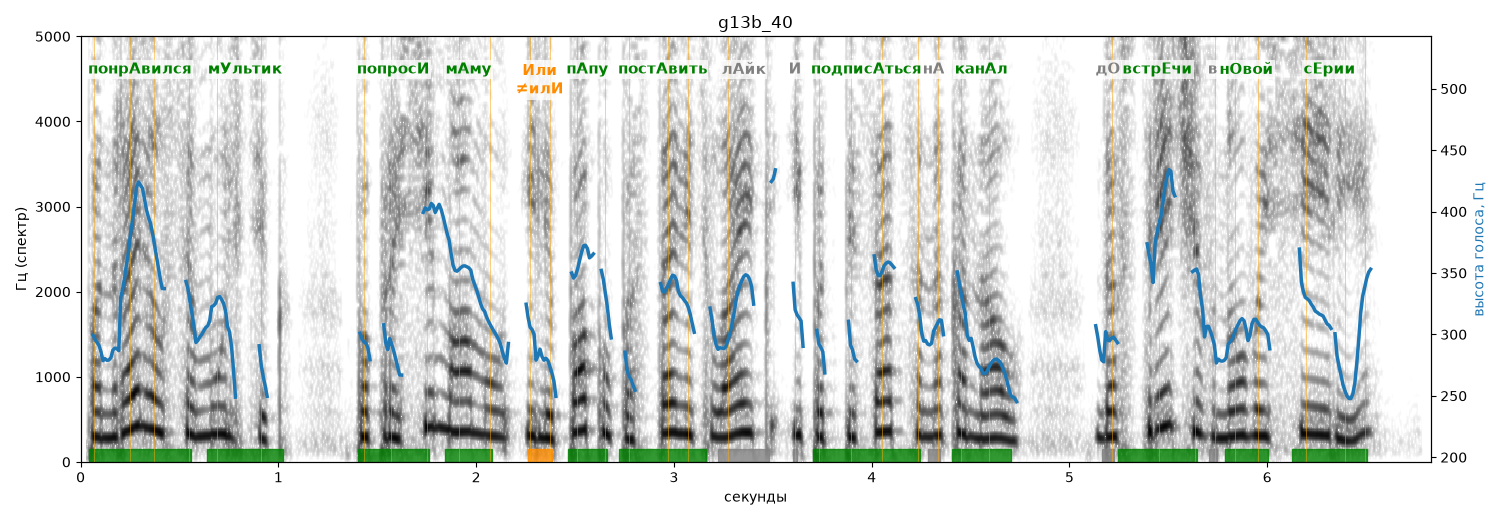 g13b_40
понрАвился мУльтик попросИ мАму Или пАпу постАвить лАйк И подписАться нА канАл дО встрЕчи в нОвой сЕрии
≠илИ
5000
4000
3000
2000
1000
0
Гц (спектр)
500
450
400
350
300
250
200
высота голоса, Гц
0 1 2 3 4 5 6
секунды